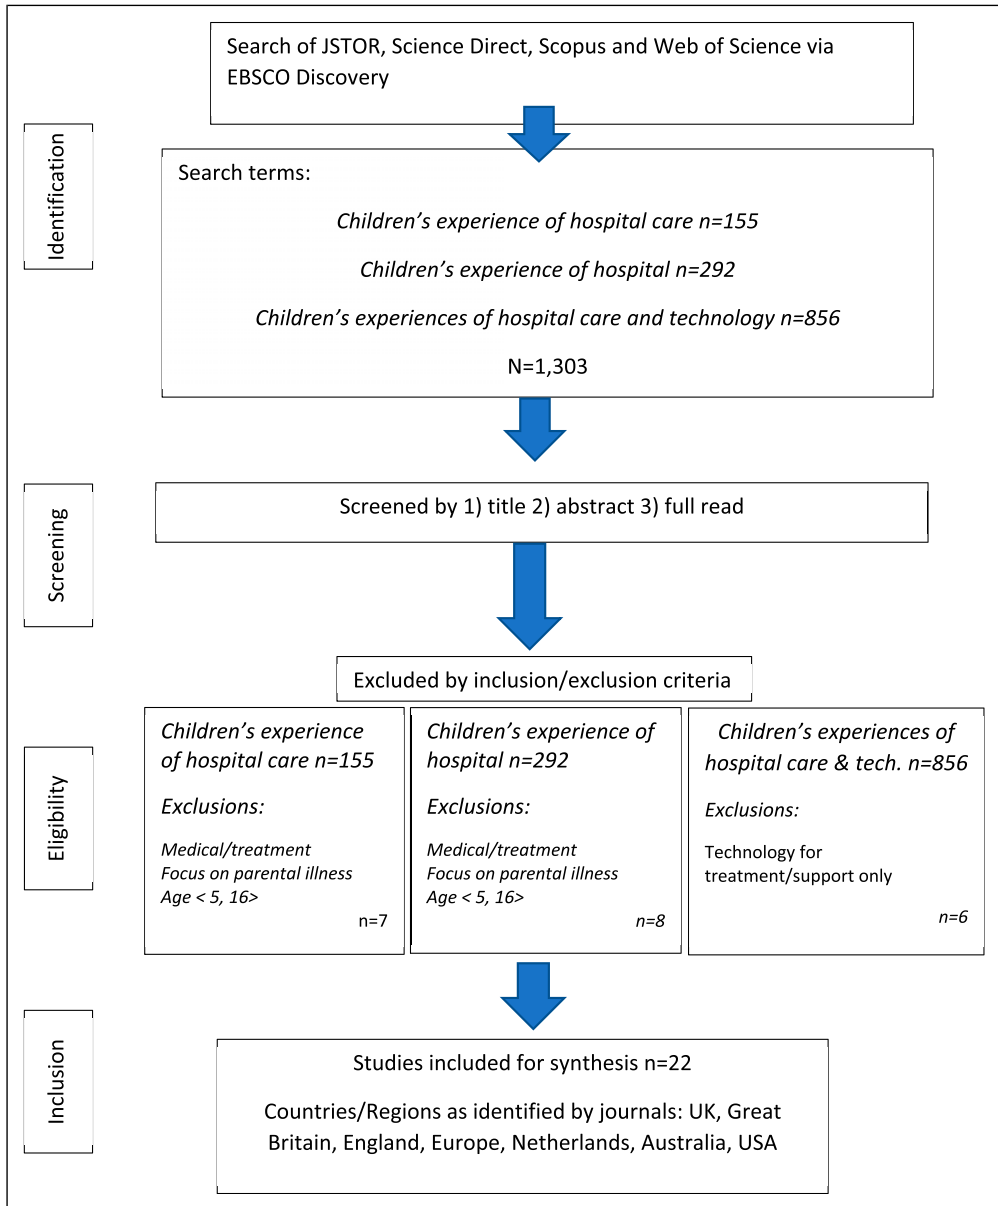 Search of JSTOR, Science Direct, Scopus and Web of Science via
EBSCO Discovery
Identification
Search terms:
Children’s experience of hospital care n=155
Children’s experience of hospital n=292
Children’s experiences of hospital care and technology n=856
N=1,303
Screening
Screened by 1) title 2) abstract 3) full read
Excluded by inclusion/exclusion criteria
Eligibility
Children’s experience
of hospital care n=155
Exclusions:
Medical/treatment
Focus on parental illness
Age < 5, 16>
n=7
Children’s experience of
hospital n=292
Exclusions:
Medical/treatment
Focus on parental illness
Age < 5, 16>
n=8
Children’s experiences of
hospital care & tech. n=856
Exclusions:
Technology for
treatment/support only
n=6
Inclusion
Studies included for synthesis n=22
Countries/Regions as identified by journals: UK, Great
Britain, England, Europe, Netherlands, Australia, USA